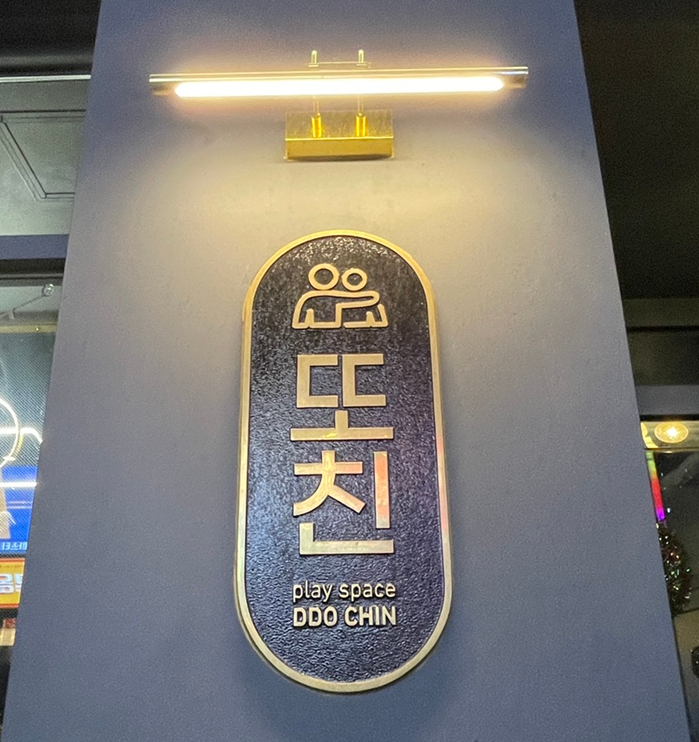 또친
play space
DDO CHIN